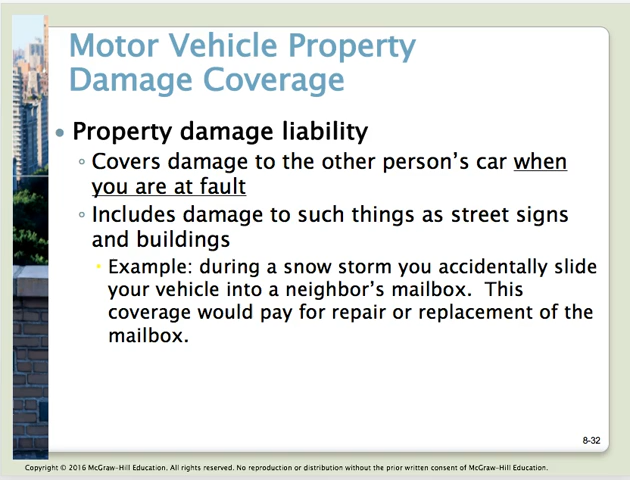 Motor Vehicle Property
Damage Coverage
• Property damage liability
◦ Covers damage to the other person's car when
you are at fault
◦ Includes damage to such things as street signs
and buildings
• Example: during a snow storm you accidentally slide
your vehicle into a neighbor's mailbox.  This
coverage would pay for repair or replacement of the
mailbox.
8-32
Copyright © 2016 McGraw-Hill Education. All rights reserved. No reproduction or distribution without the prior written consent of McGraw-Hill Education.